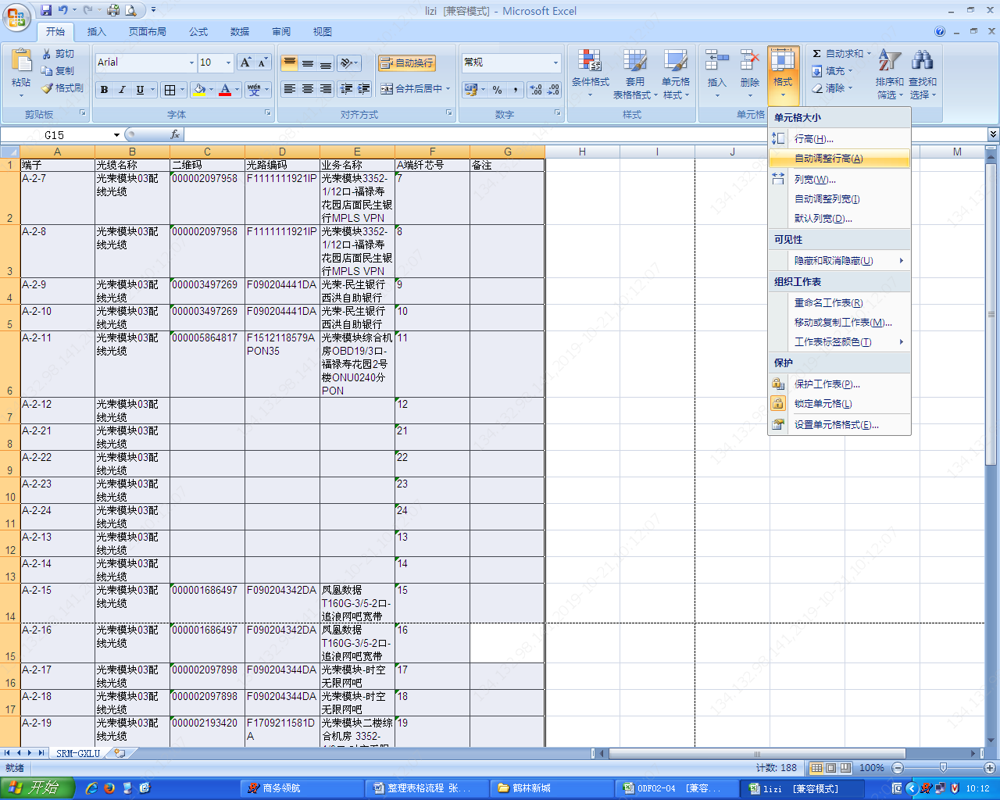 lizi [兼容模式] - Microsoft Excel
开始 插入 页面布局 公式 数据 审阅 视图
粘贴 剪切 复制 格式刷 剪贴板
Arial 10 字体
自动换行 合并后居中 对齐方式
常规 数字
条件格式 套用表格格式 单元格样式 样式
插入 删除 格式 单元格
Σ 自动求和 填充 清除 排序和筛选 查找和选择
G15 fx
A B C D E F G H I J M
1 端子 光缆名称 二维码 光路编码 业务名称 A端纤芯号 备注
2 A-2-7 光荣模块03配线光缆 000002097958 F1111111921IP 光荣模块3352-1/12口-福禄寿花园店面民生银行MPLS VPN 7
3 A-2-8 光荣模块03配线光缆 000002097958 F1111111921IP 光荣模块3352-1/12口-福禄寿花园店面民生银行MPLS VPN 8
4 A-2-9 光荣模块03配线光缆 000003497269 F090204441DA 光荣-民生银行西洪自助银行 9
5 A-2-10 光荣模块03配线光缆 000003497269 F090204441DA 光荣-民生银行西洪自助银行 10
6 A-2-11 光荣模块03配线光缆 000005864817 F1512118579APON35 光荣模块综合机房OBD19/3口-福禄寿花园2号楼ONU0240分PON 11
7 A-2-12 光荣模块03配线光缆 12
8 A-2-21 光荣模块03配线光缆 21
9 A-2-22 光荣模块03配线光缆 22
10 A-2-23 光荣模块03配线光缆 23
11 A-2-24 光荣模块03配线光缆 24
12 A-2-13 光荣模块03配线光缆 13
13 A-2-14 光荣模块03配线光缆 14
14 A-2-15 光荣模块03配线光缆 000001686497 F090204342DA 凤凰数据T160G-3/5-2口-追浪网吧宽带 15
15 A-2-16 光荣模块03配线光缆 000001686497 F090204342DA 凤凰数据T160G-3/5-2口-追浪网吧宽带 16
16 A-2-17 光荣模块03配线光缆 000002097898 F090204344DA 光荣模块-时空无限网吧 17
17 A-2-18 光荣模块03配线光缆 000002097898 F090204344DA 光荣模块-时空无限网吧 18
A-2-19 光荣模块03配线光缆 000002193420 F1709211581DA 光荣模块二楼综合机房 3352- 19
单元格大小
行高(H)...
自动调整行高(A)
列宽(W)...
自动调整列宽(I)
默认列宽(D)...
可见性
隐藏和取消隐藏(U)
组织工作表
重命名工作表(R)
移动或复制工作表(M)...
工作表标签颜色(T)
保护
保护工作表(P)...
锁定单元格(L)
设置单元格格式(E)...
SRM-GXLU
就绪 计数: 188 100%
开始 商务领航 整理表格流程 张... 鹤林新城 ODF02-04 [兼容... lizi [兼容模式] 10:12
134.132.98.141,2019-10-21,10:12:07